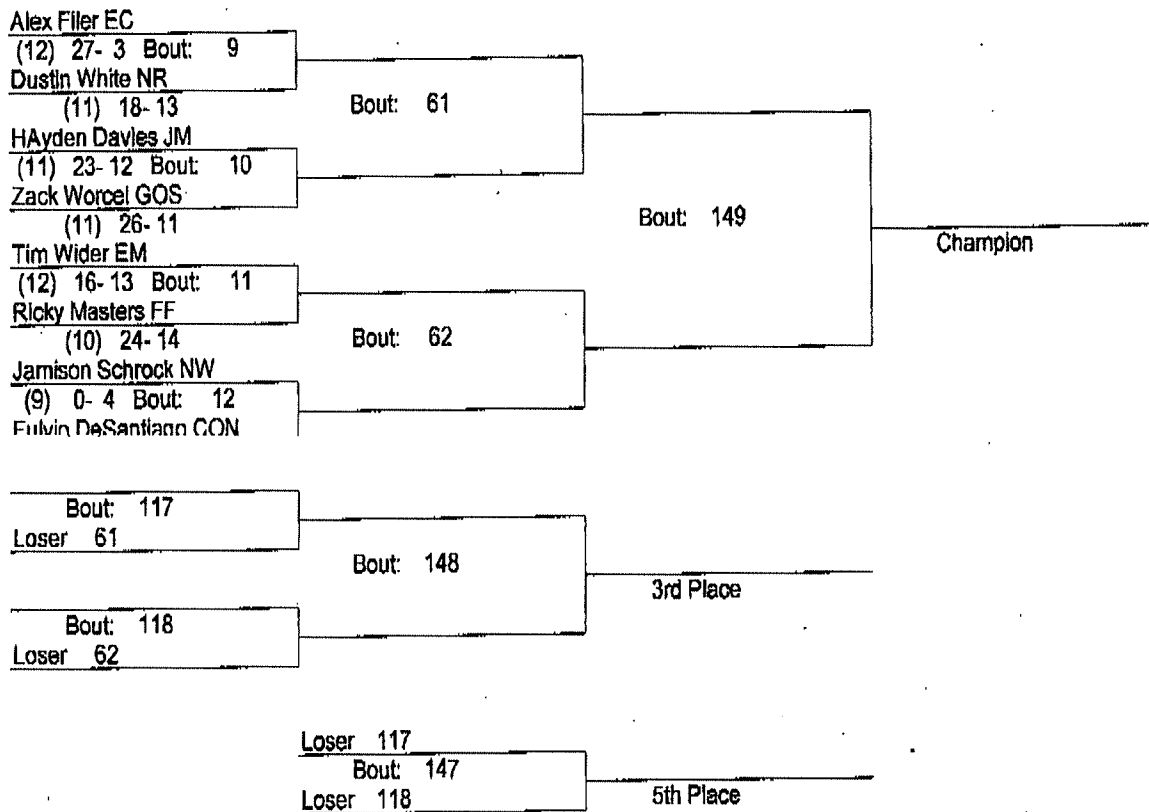 Alex Filer EC
(12) 27- 3 Bout: 9
Dustin White NR
(11) 18- 13
HAyden Davies JM
(11) 23- 12 Bout: 10
Zack Worcel GOS
(11) 26- 11
Tim Wider EM
(12) 16- 13 Bout: 11
Ricky Masters FF
(10) 24- 14
Jamison Schrock NW
(9) 0- 4 Bout: 12
Fulvio DeSantiago CON
Bout: 61
Bout: 62
Bout: 149
Champion
Bout: 117
Loser 61
Bout: 118
Loser 62
Bout: 148
3rd Place
Loser 117
Bout: 147
Loser 118
5th Place